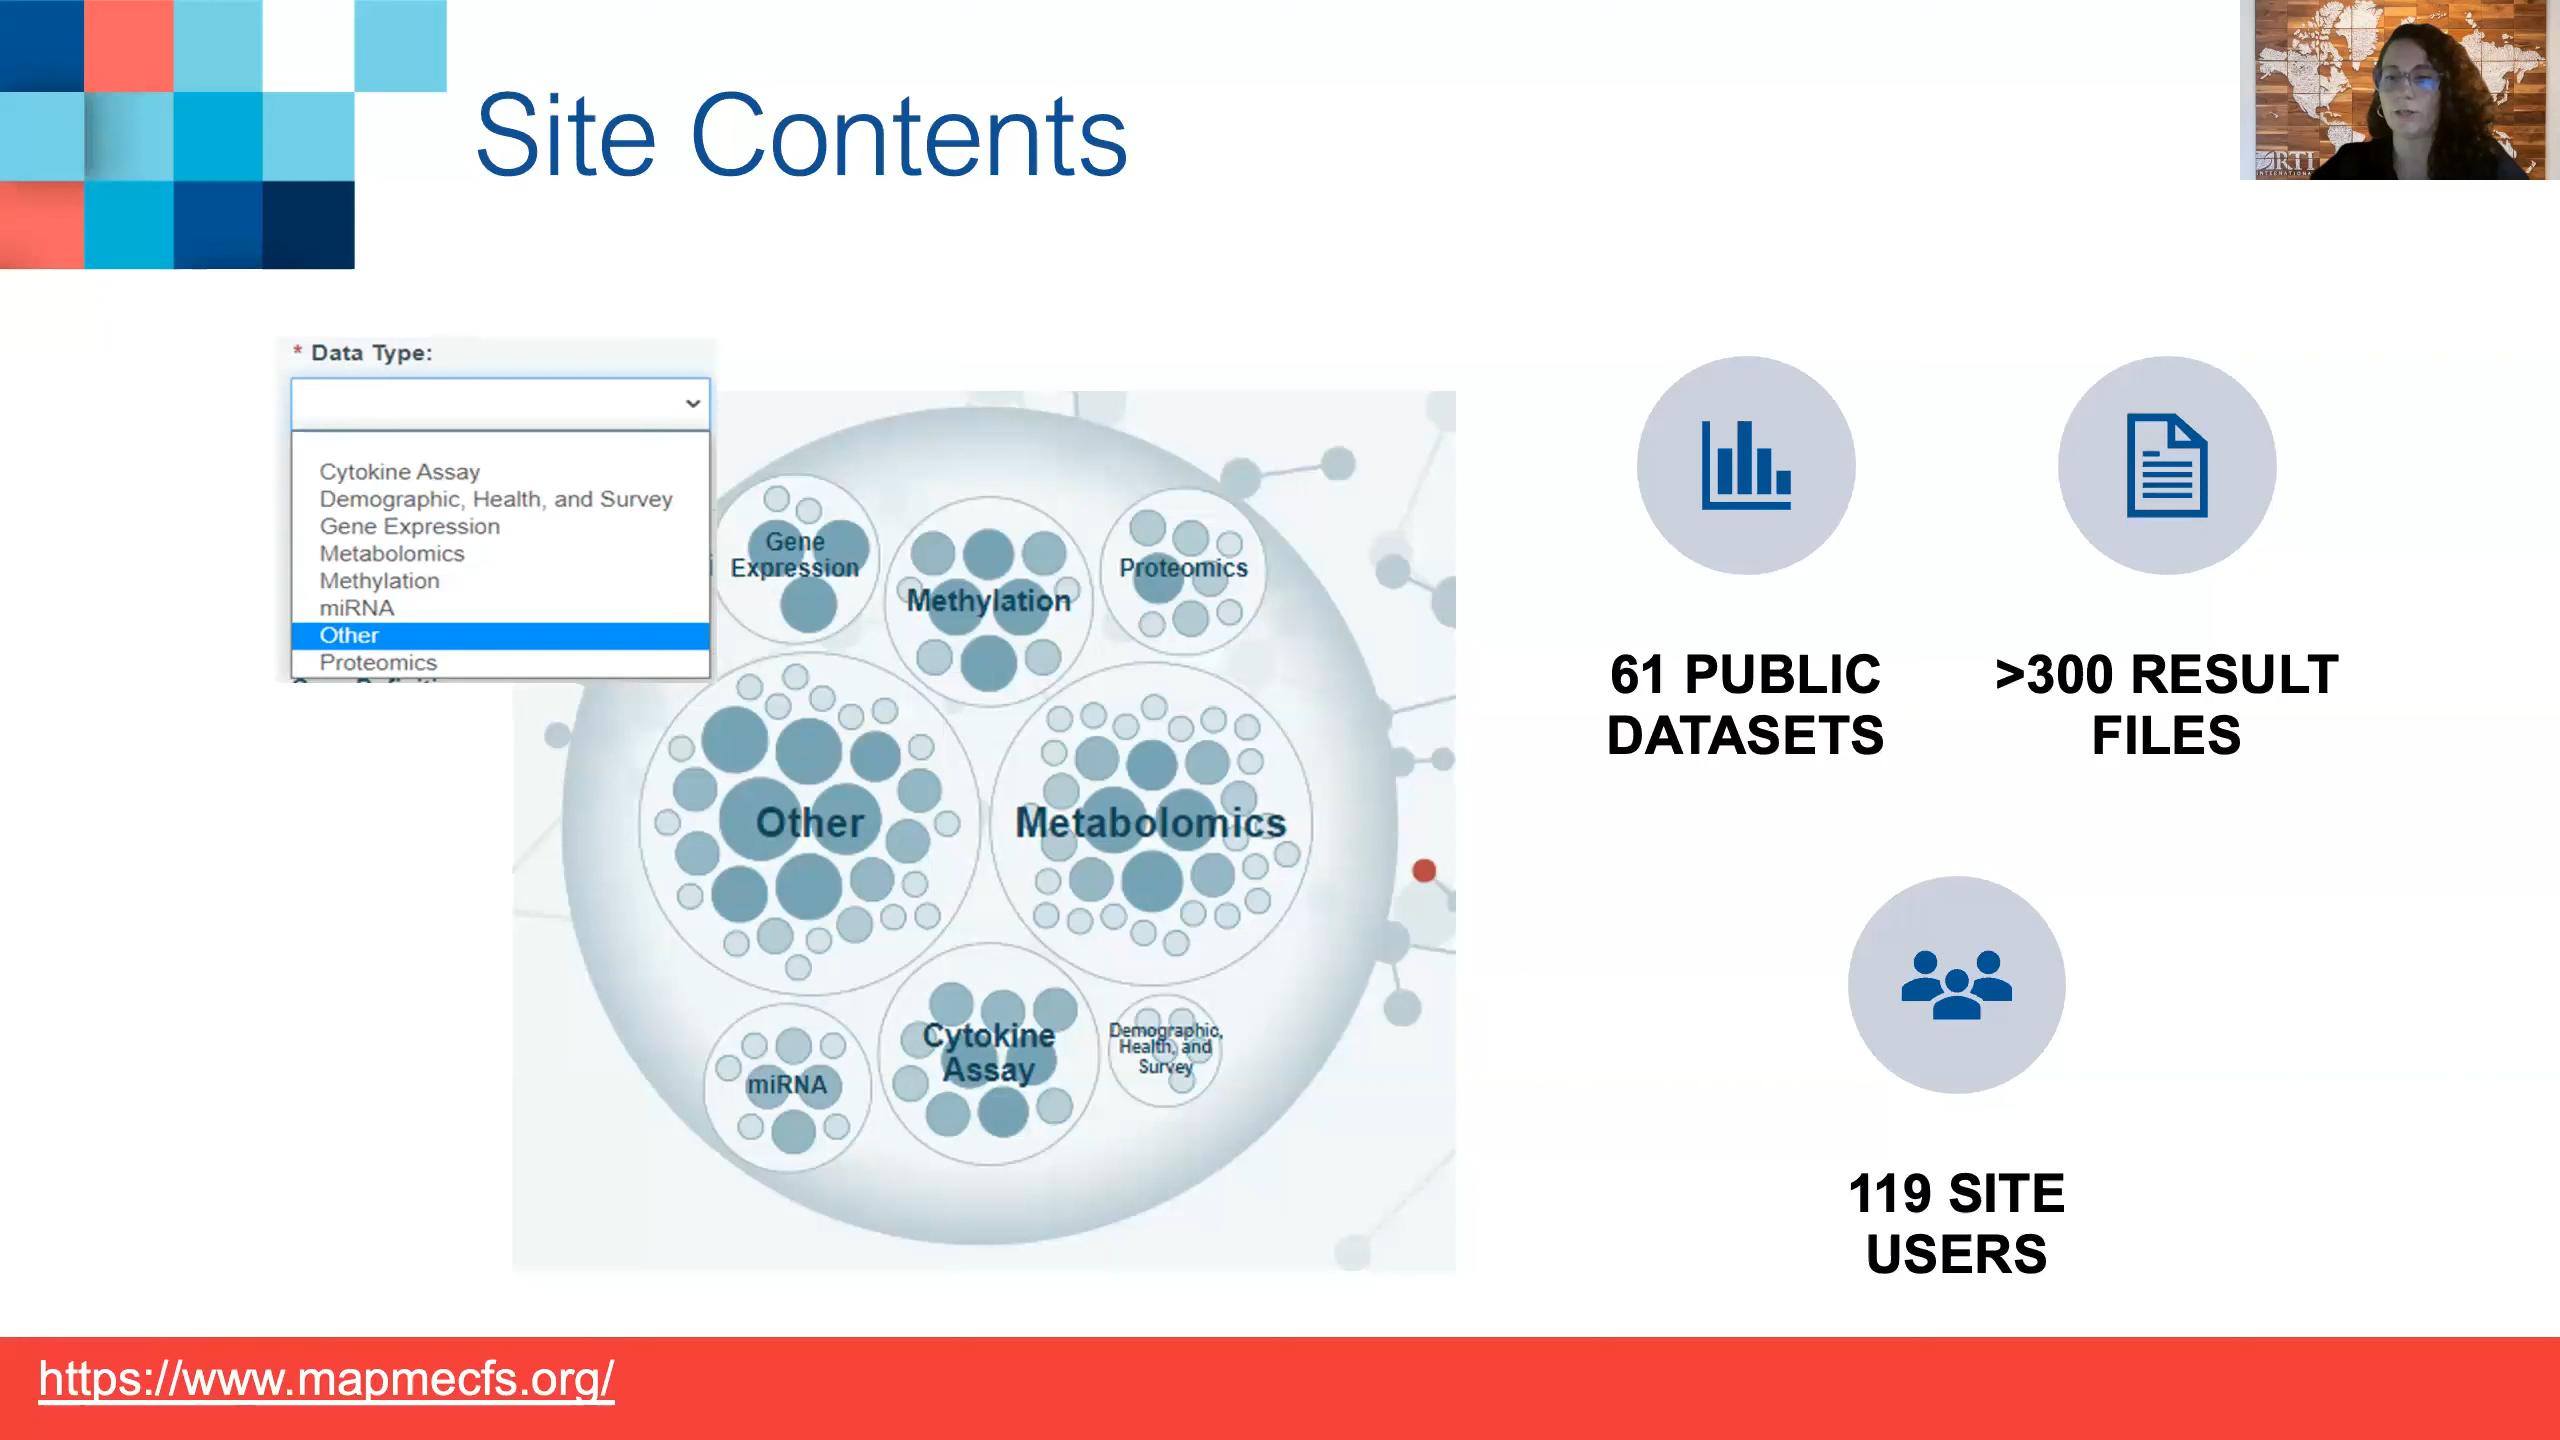 Site Contents
RTI
INTERNATIONAL
* Data Type:
Cytokine Assay
Demographic, Health, and Survey
Gene Expression
Metabolomics
Methylation
miRNA
Other
Proteomics
Gene
Expression
Methylation
Proteomics
Other
Metabolomics
miRNA
Cytokine
Assay
Demographic,
Health, and
Survey
61 PUBLIC
DATASETS
>300 RESULT
FILES
119 SITE
USERS
https://www.mapmecfs.org/